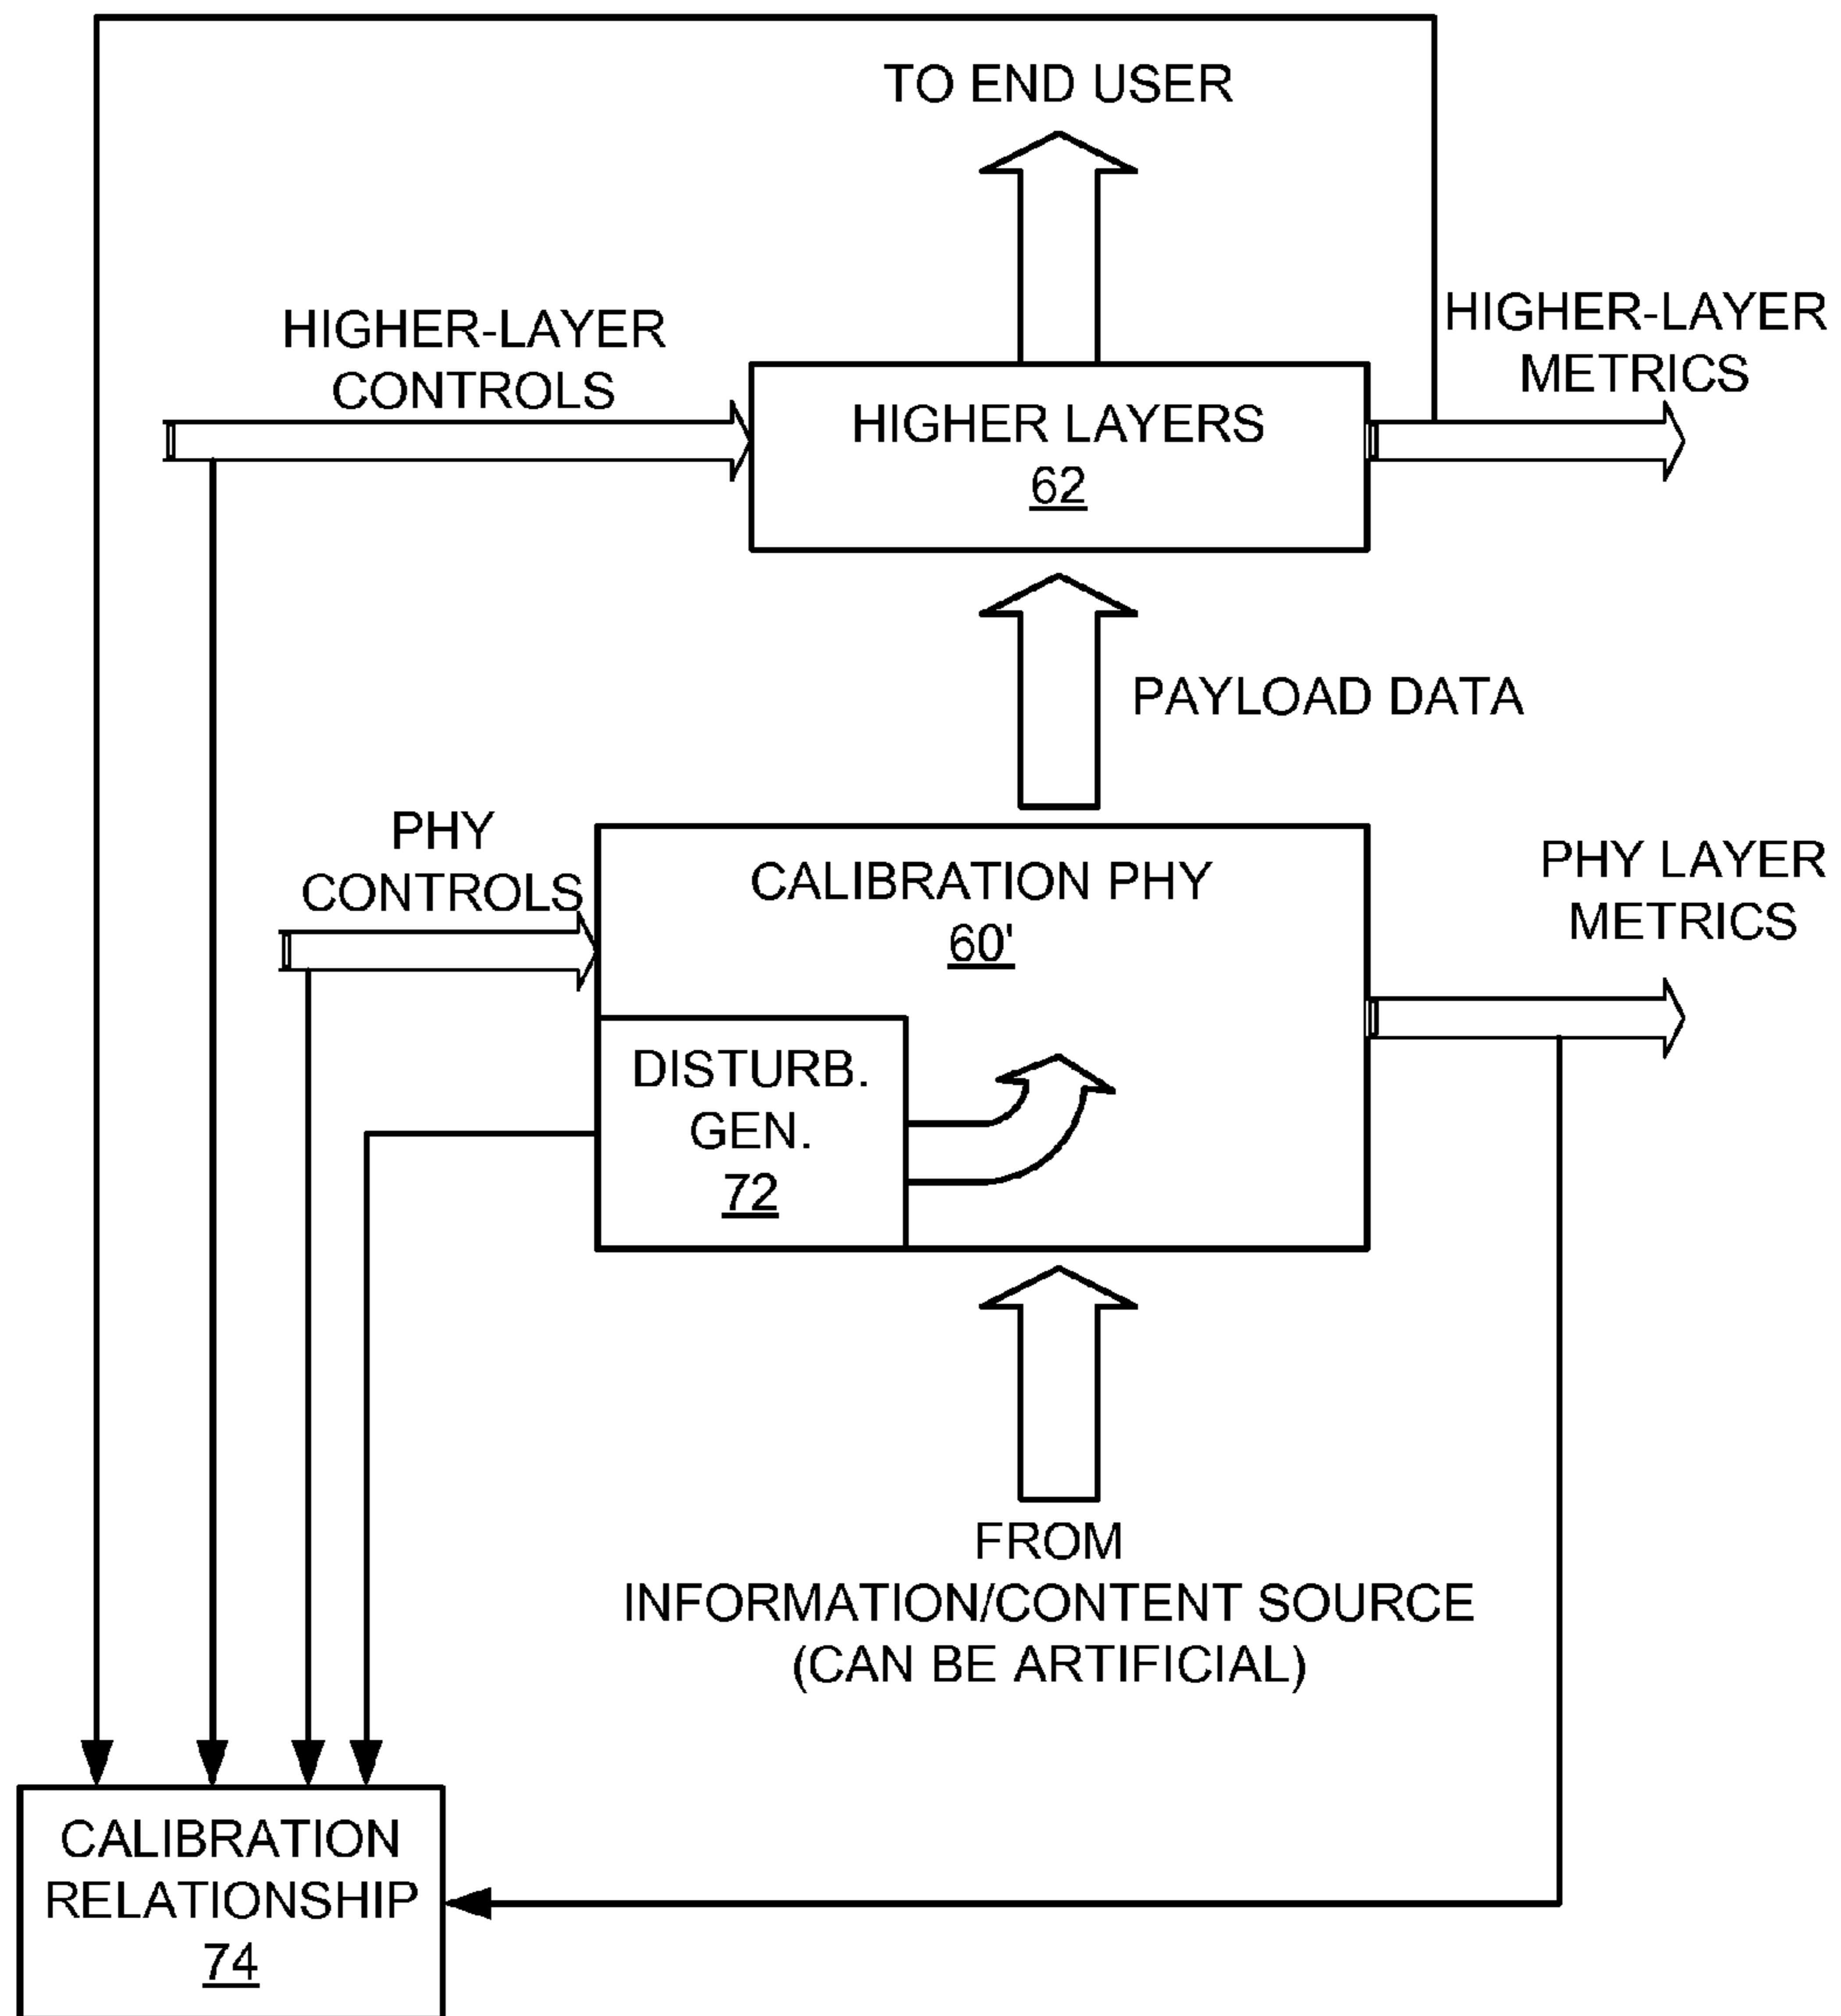 TO END USER
HIGHER-LAYER
CONTROLS
HIGHER-LAYER
METRICS
HIGHER LAYERS
62
PAYLOAD DATA
PHY
CONTROLS
CALIBRATION PHY
60'
PHY LAYER
METRICS
DISTURB.
GEN.
72
FROM
INFORMATION/CONTENT SOURCE
(CAN BE ARTIFICIAL)
CALIBRATION
RELATIONSHIP
74